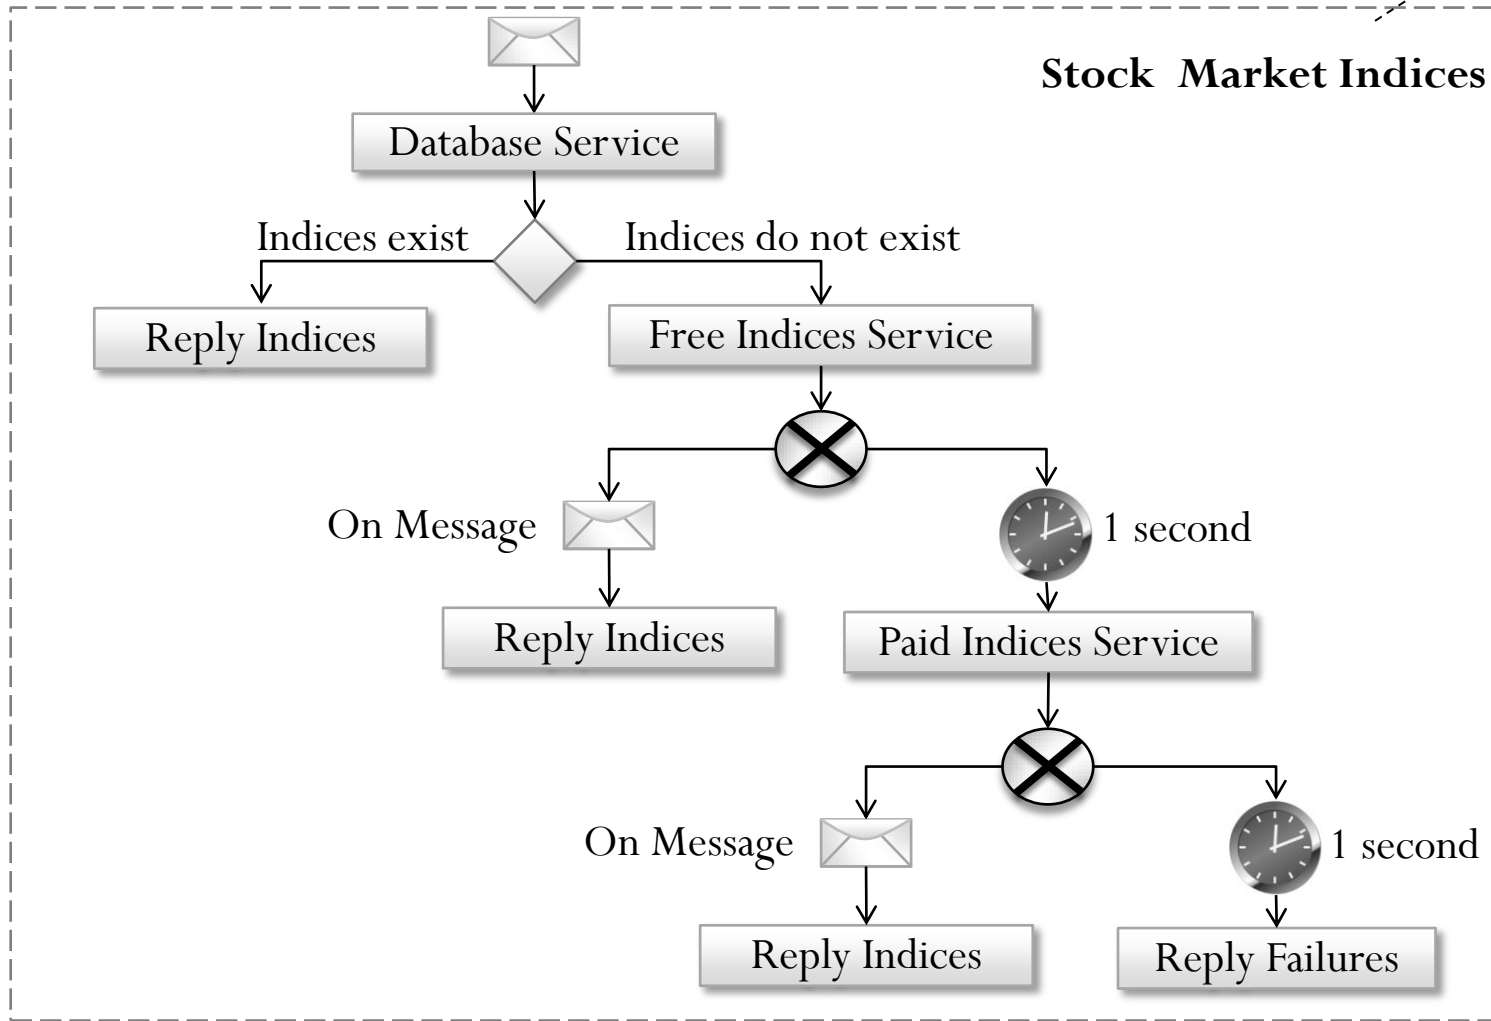 Stock Market Indices
Database Service
Indices exist
Indices do not exist
Reply Indices
Free Indices Service
On Message
1 second
Reply Indices
Paid Indices Service
On Message
1 second
Reply Indices
Reply Failures